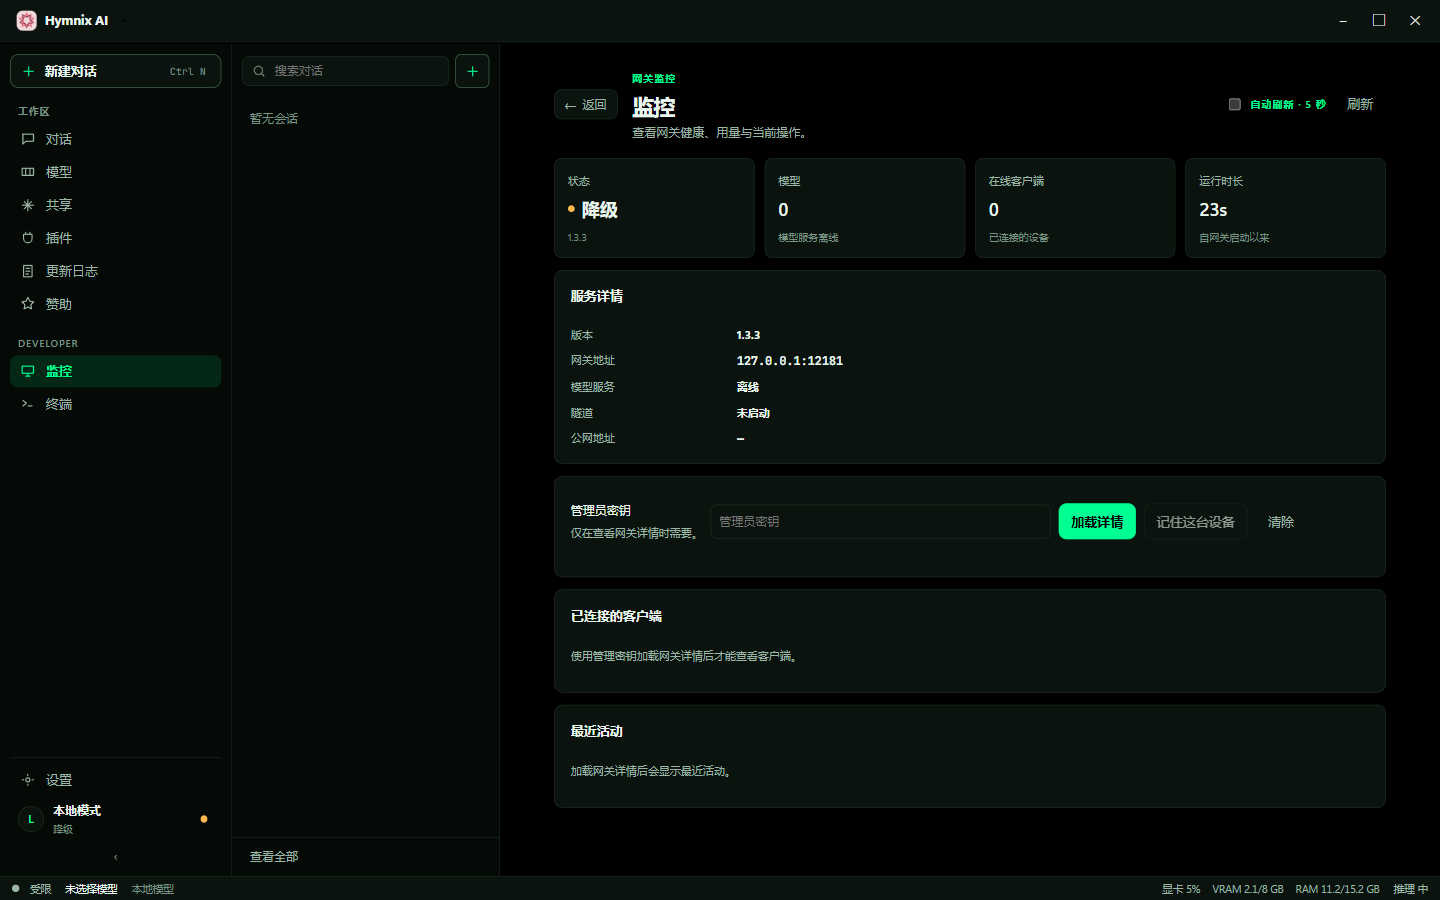 Hymnix AI
新建对话
Ctrl N
工作区
对话
模型
共享
插件
更新日志
赞助
DEVELOPER
监控
终端
设置
L
本地模式
降级
搜索对话
暂无会话
查看全部
← 返回
网关监控
监控
查看网关健康、用量与当前操作。
自动刷新 · 5 秒
刷新
状态
降级
1.3.3
模型
0
模型服务离线
在线客户端
0
已连接的设备
运行时长
23s
自网关启动以来
服务详情
版本 1.3.3
网关地址 127.0.0.1:12181
模型服务 离线
隧道 未启动
公网地址 —
管理员密钥
仅在查看网关详情时需要。
管理员密钥
加载详情
记住这台设备
清除
已连接的客户端
使用管理密钥加载网关详情后才能查看客户端。
最近活动
加载网关详情后会显示最近活动。
受限 未选择模型 本地模型
显卡 5% VRAM 2.1/8 GB RAM 11.2/15.2 GB 推理 中